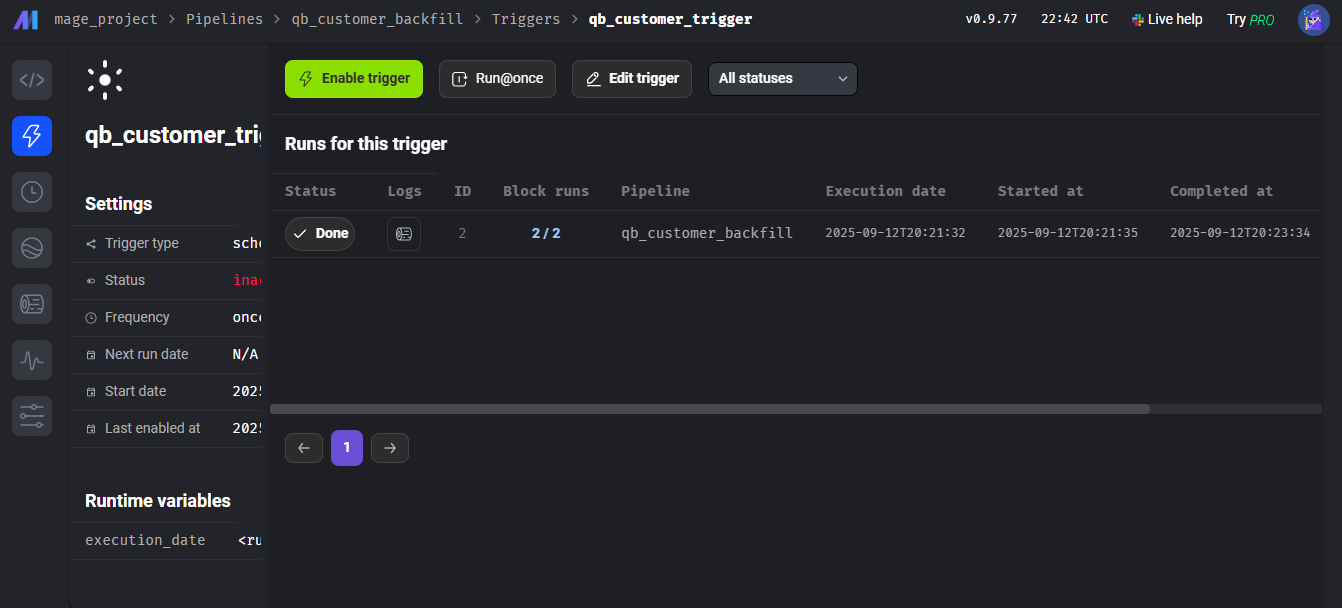 mage_project > Pipelines > qb_customer_backfill > Triggers > qb_customer_trigger v0.9.77 22:42 UTC Live help Try PRO
Enable trigger Run@once Edit trigger All statuses
qb_customer_trig
Settings
Trigger type sche
Status inac
Frequency once
Next run date N/A
Start date 2025
Last enabled at 2025
Runtime variables
execution_date <ru
Runs for this trigger
Status Logs ID Block runs Pipeline Execution date Started at Completed at
Done 2 2/2 qb_customer_backfill 2025-09-12T20:21:32 2025-09-12T20:21:35 2025-09-12T20:23:34
1